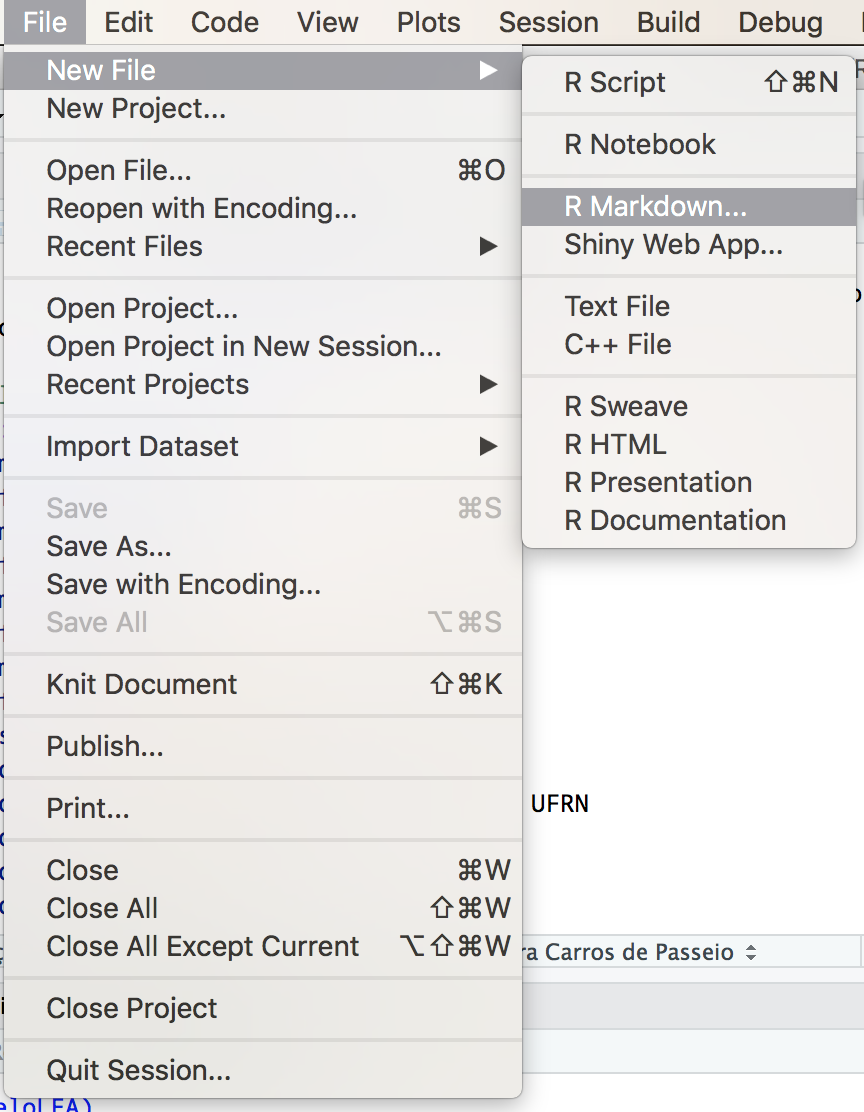 File Edit Code View Plots Session Build Debug
New File ▶
New Project...
Open File... ⌘O
Reopen with Encoding...
Recent Files ▶
Open Project...
Open Project in New Session...
Recent Projects ▶
Import Dataset ▶
Save ⌘S
Save As...
Save with Encoding...
Save All ⌥⌘S
Knit Document ⇧⌘K
Publish...
Print...
Close ⌘W
Close All ⇧⌘W
Close All Except Current ⌥⇧⌘W
Close Project
Quit Session...
R Script ⇧⌘N
R Notebook
R Markdown...
Shiny Web App...
Text File
C++ File
R Sweave
R HTML
R Presentation
R Documentation
UFRN
ra Carros de Passeio